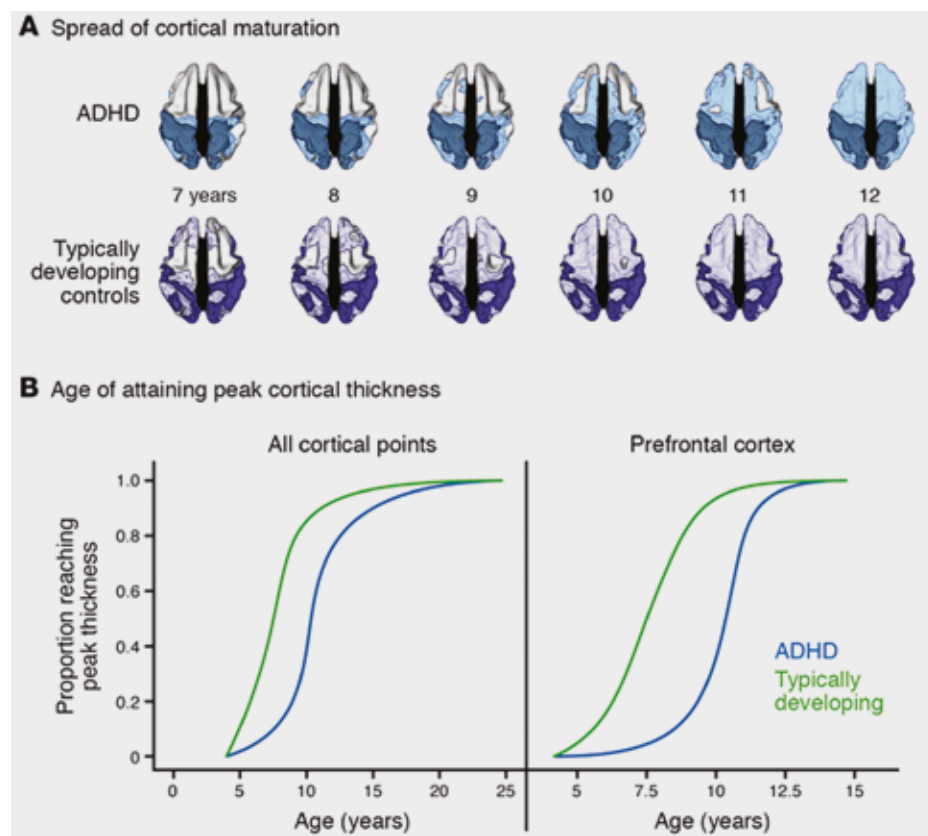 A Spread of cortical maturation
ADHD
7 years 8 9 10 11 12
Typically
developing
controls
B Age of attaining peak cortical thickness
All cortical points
Prefrontal cortex
Proportion reaching
peak thickness
1.0
0.8
0.6
0.4
0.2
0
0 5 10 15 20 25
5 7.5 10 12.5 15
ADHD
Typically
developing
Age (years)
Age (years)